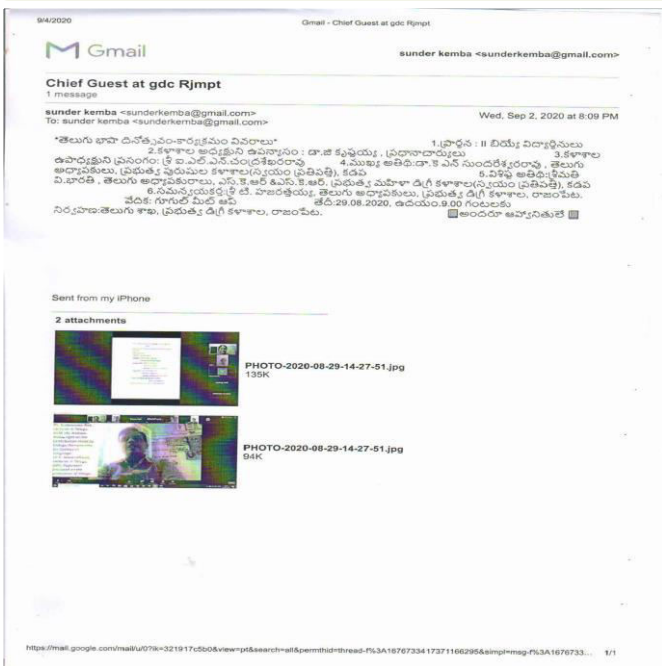 9/4/2020
Gmail - Chief Guest at gdc Rjmpt
Gmail
sunder kemba <sunderkemba@gmail.com>
Chief Guest at gdc Rjmpt
1 message
sunder kemba <sunderkemba@gmail.com>
Wed, Sep 2, 2020 at 8:09 PM
To: sunder kemba <sunderkemba@gmail.com>
*తెలుగు భాషా దినోత్సవం-కార్యక్రమం వివరాలు* 1.ప్రార్థన : II బియ్యే విద్యార్థినులు
2.కళాశాల అధ్యక్షుని ఉపన్యాసం : డా.జి కృష్ణయ్య , ప్రధానాచార్యులు 3.కళాశాల
ఉపాధ్యక్షుని ప్రసంగం: శ్రీ ఐ.ఎల్.ఎన్.చంద్రశేఖరరావు 4.ముఖ్య అతిథి:డా.కె ఎన్ సుందరేశ్వరరావు , తెలుగు
అధ్యాపకులు, ప్రభుత్వ పురుషుల కళాశాల(స్వయం ప్రతిపత్తి), కడప 5.విశిష్ట అతిథి:శ్రీమతి
వి.భారతి , తెలుగు అధ్యాపకురాలు, ఎస్.కె.ఆర్ &ఎస్.కె.ఆర్. ప్రభుత్వ మహిళా డిగ్రీ కళాశాల(స్వయం ప్రతిపత్తి), కడప
6.సమన్వయకర్త:శ్రీ టి. హజరత్తయ్య, తెలుగు అధ్యాపకులు, ప్రభుత్వ డిగ్రీ కళాశాల, రాజంపేట.
వేదిక: గూగుల్ మీట్ ఆప్ తేది:29.08.2020, ఉదయం.9.00 గంటలకు
నిర్వహణ:తెలుగు శాఖ, ప్రభుత్వ డిగ్రీ కళాశాల, రాజంపేట. అందరూ ఆహ్వానితులే
Sent from my iPhone
2 attachments
PHOTO-2020-08-29-14-27-51.jpg
135K
PHOTO-2020-08-29-14-27-51.jpg
94K
1/1